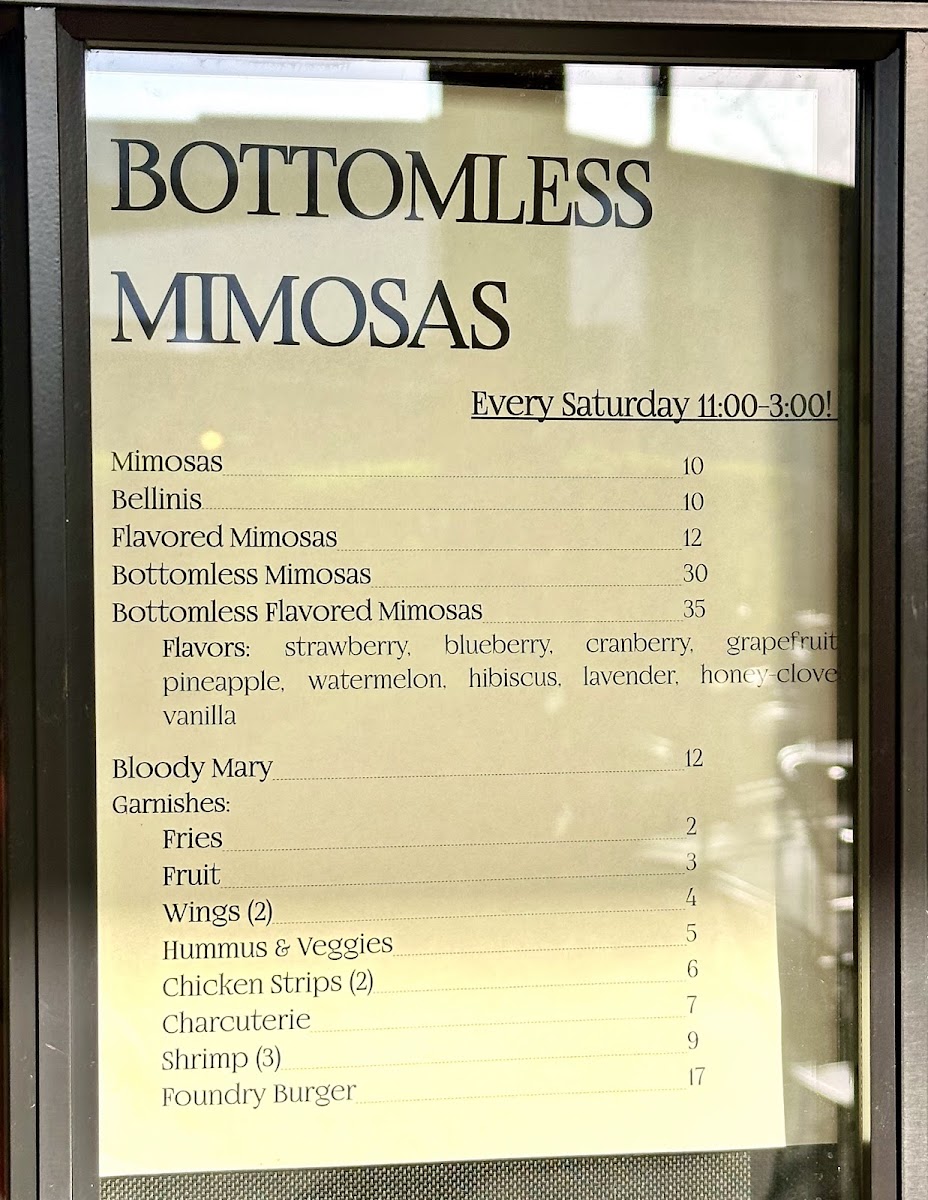 BOTTOMLESS
MIMOSAS
Every Saturday 11:00-3:00!
Mimosas 10
Bellinis 10
Flavored Mimosas 12
Bottomless Mimosas 30
Bottomless Flavored Mimosas 35
Flavors: strawberry, blueberry, cranberry, grapefruit
pineapple, watermelon, hibiscus, lavender, honey-clove
vanilla
Bloody Mary 12
Garnishes:
Fries 2
Fruit 3
Wings (2) 4
Hummus & Veggies 5
Chicken Strips (2) 6
Charcuterie 7
Shrimp (3) 9
Foundry Burger 17